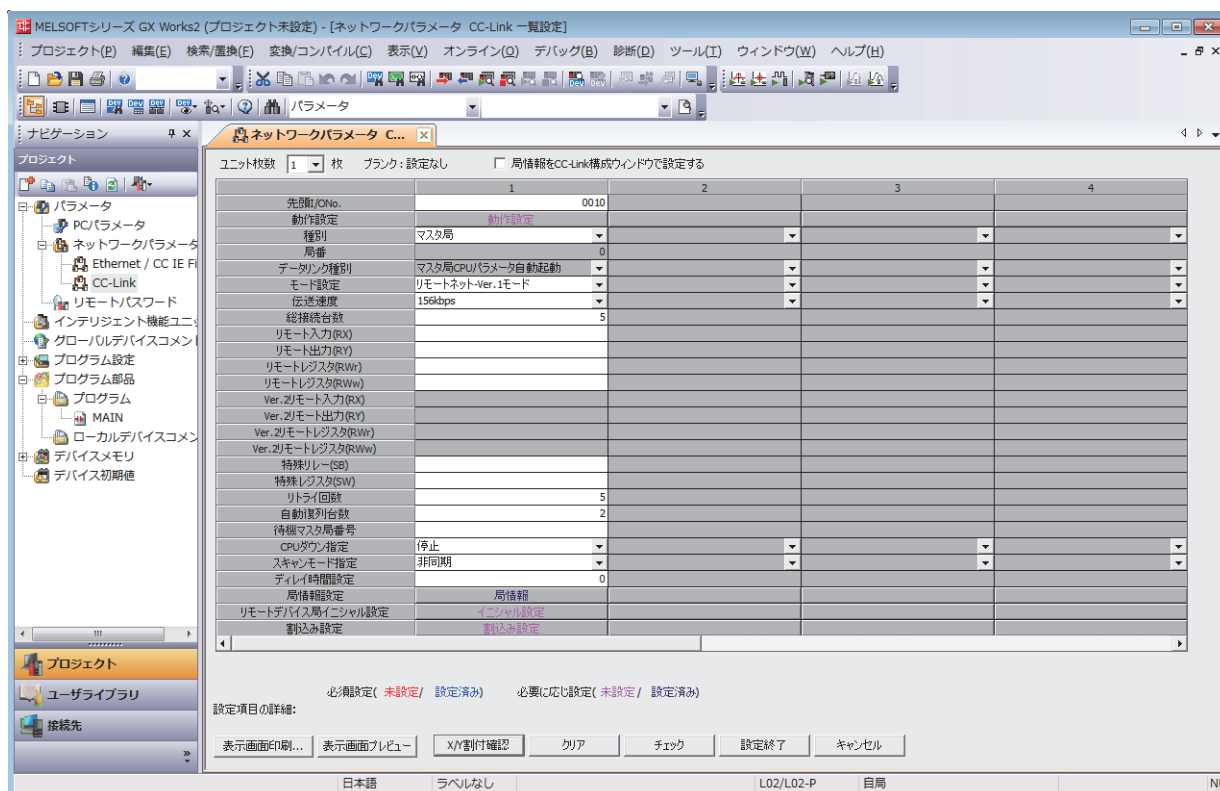 MELSOFTシリーズ GX Works2 (プロジェクト未設定) - [ネットワークパラメータ CC-Link 一覧設定]
プロジェクト(P) 編集(E) 検索/置換(F) 変換/コンパイル(C) 表示(V) オンライン(O) デバッグ(B) 診断(D) ツール(T) ウィンドウ(W) ヘルプ(H)
パラメータ
ナビゲーション
ネットワークパラメータ C...
プロジェクト
ユニット枚数 1 枚 ブランク:設定なし 局情報をCC-Link構成ウィンドウで設定する
パラメータ
PCパラメータ
ネットワークパラメータ
Ethernet / CC IE Fi
CC-Link
リモートパスワード
インテリジェント機能ユニッ
グローバルデバイスコメント
プログラム設定
プログラム部品
プログラム
MAIN
ローカルデバイスコメン
デバイスメモリ
デバイス初期値
プロジェクト
ユーザライブラリ
接続先
1 2 3 4
先頭I/ONo. 0010
動作設定 動作設定
種別 マスタ局
局番 0
データリンク種別 マスタ局CPUパラメータ自動起動
モード設定 リモートネット-Ver.1モード
伝送速度 156kbps
総接続台数 5
リモート入力(RX)
リモート出力(RY)
リモートレジスタ(RWr)
リモートレジスタ(RWw)
Ver.2リモート入力(RX)
Ver.2リモート出力(RY)
Ver.2リモートレジスタ(RWr)
Ver.2リモートレジスタ(RWw)
特殊リレー(SB)
特殊レジスタ(SW)
リトライ回数 5
自動復列台数 2
待機マスタ局番号
CPUダウン指定 停止
スキャンモード指定 非同期
ディレイ時間設定 0
局情報設定 局情報
リモートデバイス局イニシャル設定 イニシャル設定
割込み設定 割込み設定
必須設定( 未設定 / 設定済み) 必要に応じ設定( 未設定 / 設定済み)
設定項目の詳細:
表示画面印刷... 表示画面プレビュー X/Y割付確認 クリア チェック 設定終了 キャンセル
日本語 ラベルなし L02/L02-P 自局